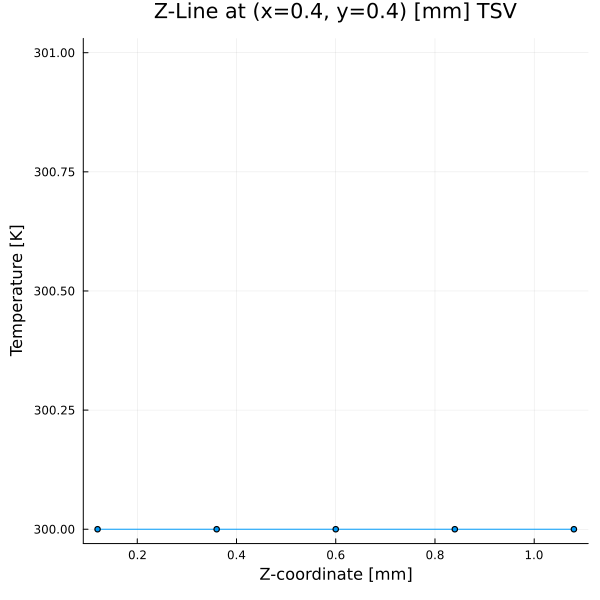 Z-Line at (x=0.4, y=0.4) [mm] TSV
301.00
300.75
300.50
300.25
300.00
Temperature [K]
0.2 0.4 0.6 0.8 1.0
Z-coordinate [mm]